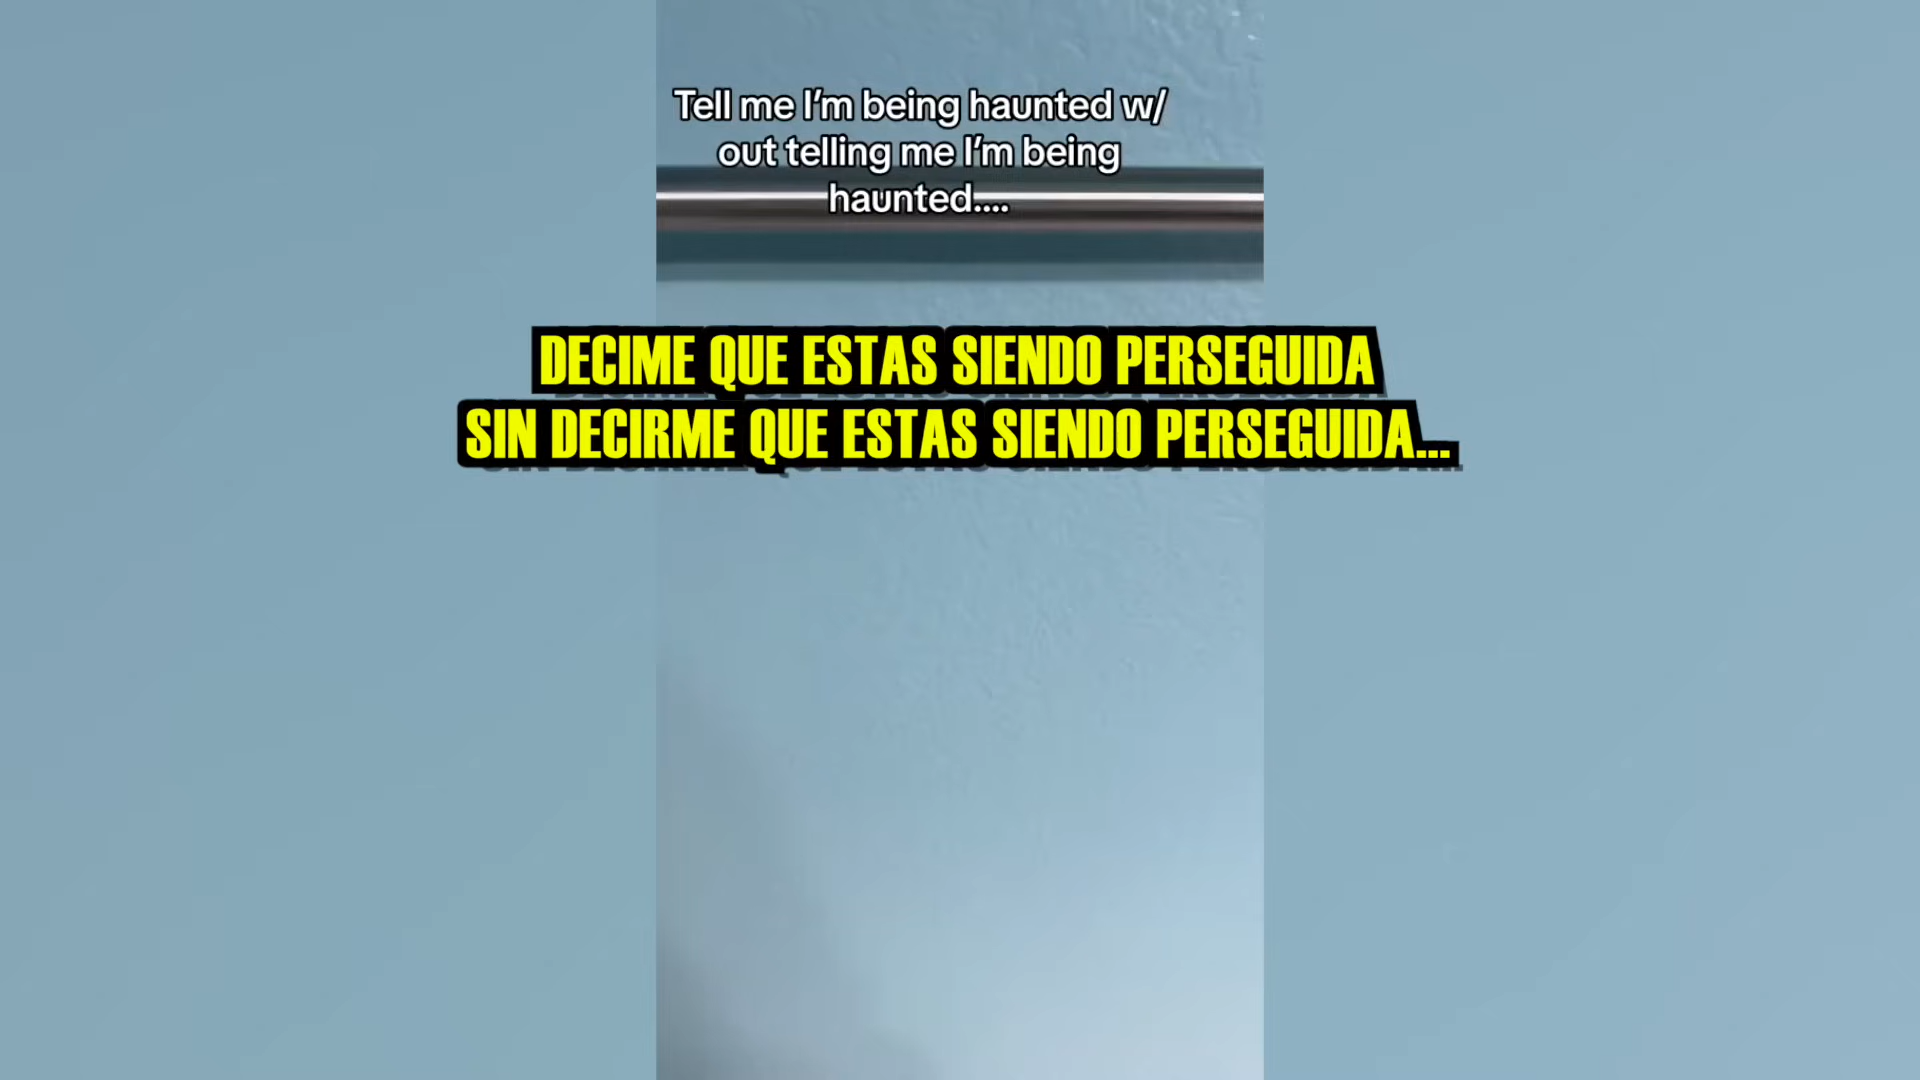 Tell me I'm being haunted w/
out telling me I'm being
haunted....
DECIME QUE ESTAS SIENDO PERSEGUIDA
SIN DECIRME QUE ESTAS SIENDO PERSEGUIDA...